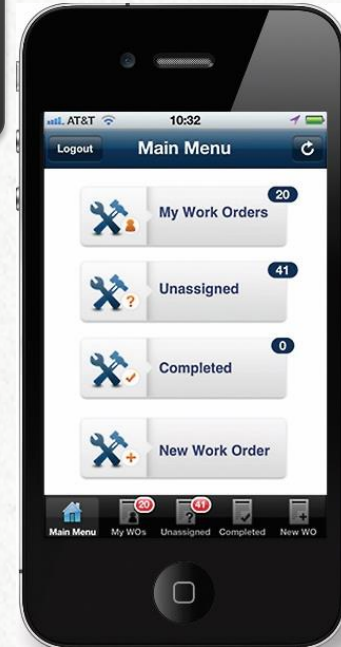 AT&T 10:32
Logout Main Menu
20
My Work Orders
41
Unassigned
?
0
Completed
New Work Order
20 41
?
Main Menu My WOs Unassigned Completed New WO